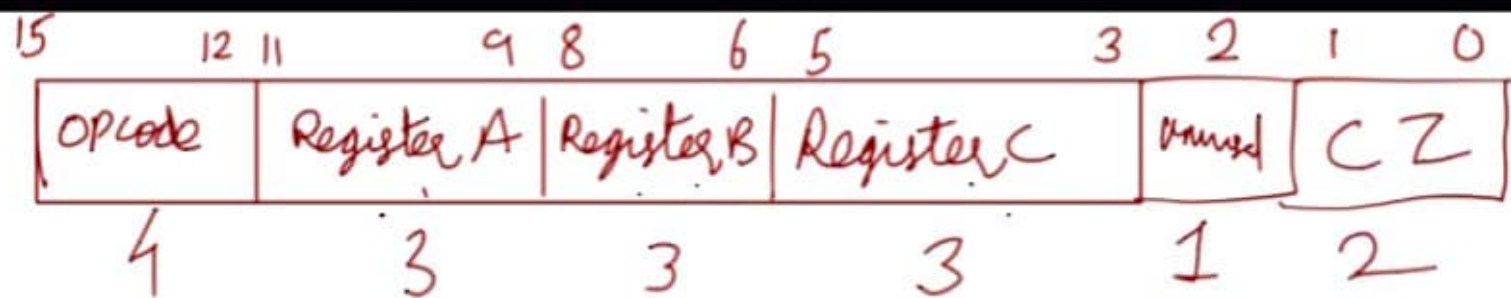 15 12 11 9 8 6 5 3 2 1 0
OPcode Register A Register B Register C unused C Z
4 3 3 3 1 2